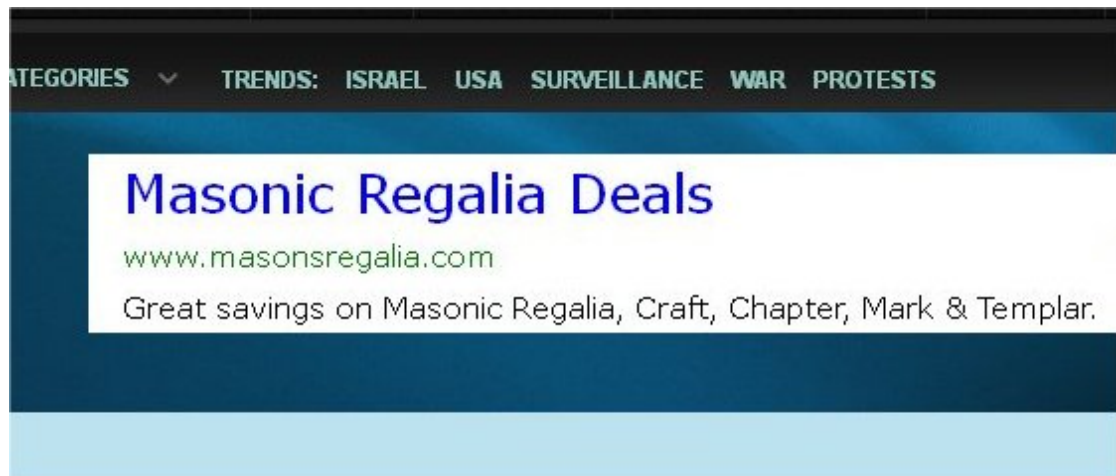 ATEGORIES TRENDS: ISRAEL USA SURVEILLANCE WAR PROTESTS
Masonic Regalia Deals
www.masonsregalia.com
Great savings on Masonic Regalia, Craft, Chapter, Mark & Templar.